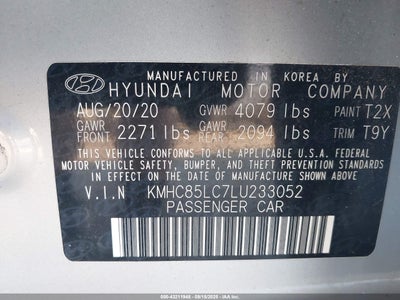 MANUFACTURED IN KOREA BY
HYUNDAI MOTOR COMPANY
AUG/20/20 GVWR 4079 lbs PAINT T2X
GAWR FRONT 2271 lbs GAWR REAR 2094 lbs TRIM T9Y
THIS VEHICLE CONFORMS TO ALL APPLICABLE FEDERAL
MOTOR VEHICLE SAFETY, BUMPER, AND THEFT PREVENTION
STANDARDS IN EFFECT ON THE DATE OF MANUFACTURE SHOWN ABOVE.
V.I.N KMHC85LC7LU233052
PASSENGER CAR